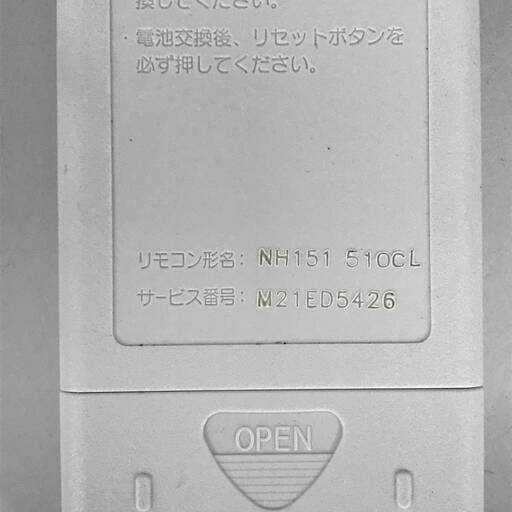 換してください。
・電池交換後、リセットボタンを
必ず押してください。
リモコン形名: NH151 510CL
サービス番号: M21ED5426
OPEN